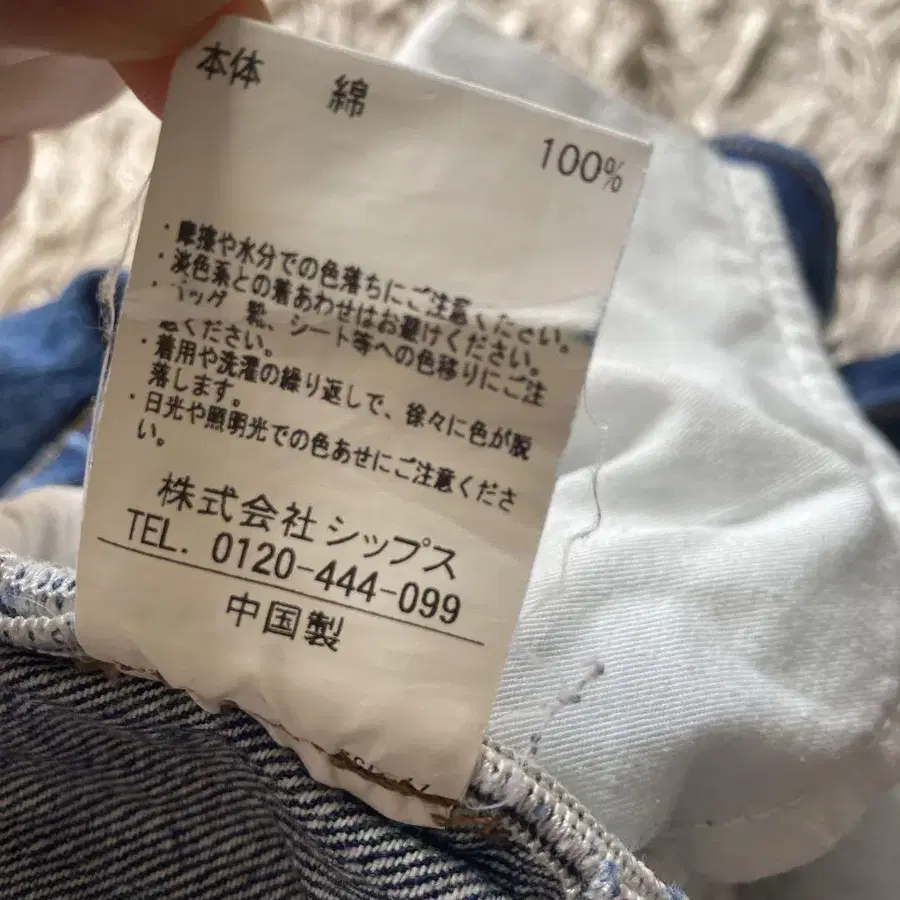 本体 綿 100%
・摩擦や水分での色落ちにご注意ください。
・淡色系との着あわせはお避けください。
・バッグ、靴、シート等への色移りにご注
意ください。
・着用や洗濯の繰り返しで、徐々に色が脱
落します。
・日光や照明光での色あせにご注意くださ
い。
株式会社シップス
TEL. 0120-444-099
中国製